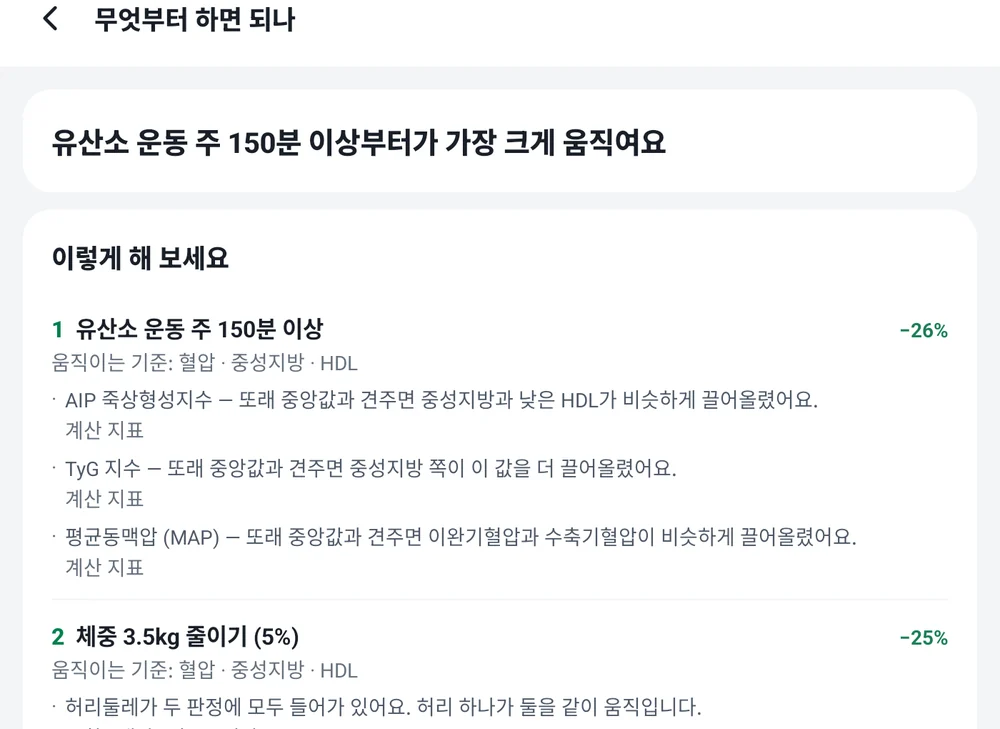 무엇부터 하면 되나
유산소 운동 주 150분 이상부터가 가장 크게 움직여요
이렇게 해 보세요
1 유산소 운동 주 150분 이상 -26%
움직이는 기준: 혈압 · 중성지방 · HDL
· AIP 죽상형성지수 — 또래 중앙값과 견주면 중성지방과 낮은 HDL가 비슷하게 끌어올렸어요.
계산 지표
· TyG 지수 — 또래 중앙값과 견주면 중성지방 쪽이 이 값을 더 끌어올렸어요.
계산 지표
· 평균동맥압 (MAP) — 또래 중앙값과 견주면 이완기혈압과 수축기혈압이 비슷하게 끌어올렸어요.
계산 지표
2 체중 3.5kg 줄이기 (5%) -25%
움직이는 기준: 혈압 · 중성지방 · HDL
· 허리둘레가 두 판정에 모두 들어가 있어요. 허리 하나가 둘을 같이 움직입니다.